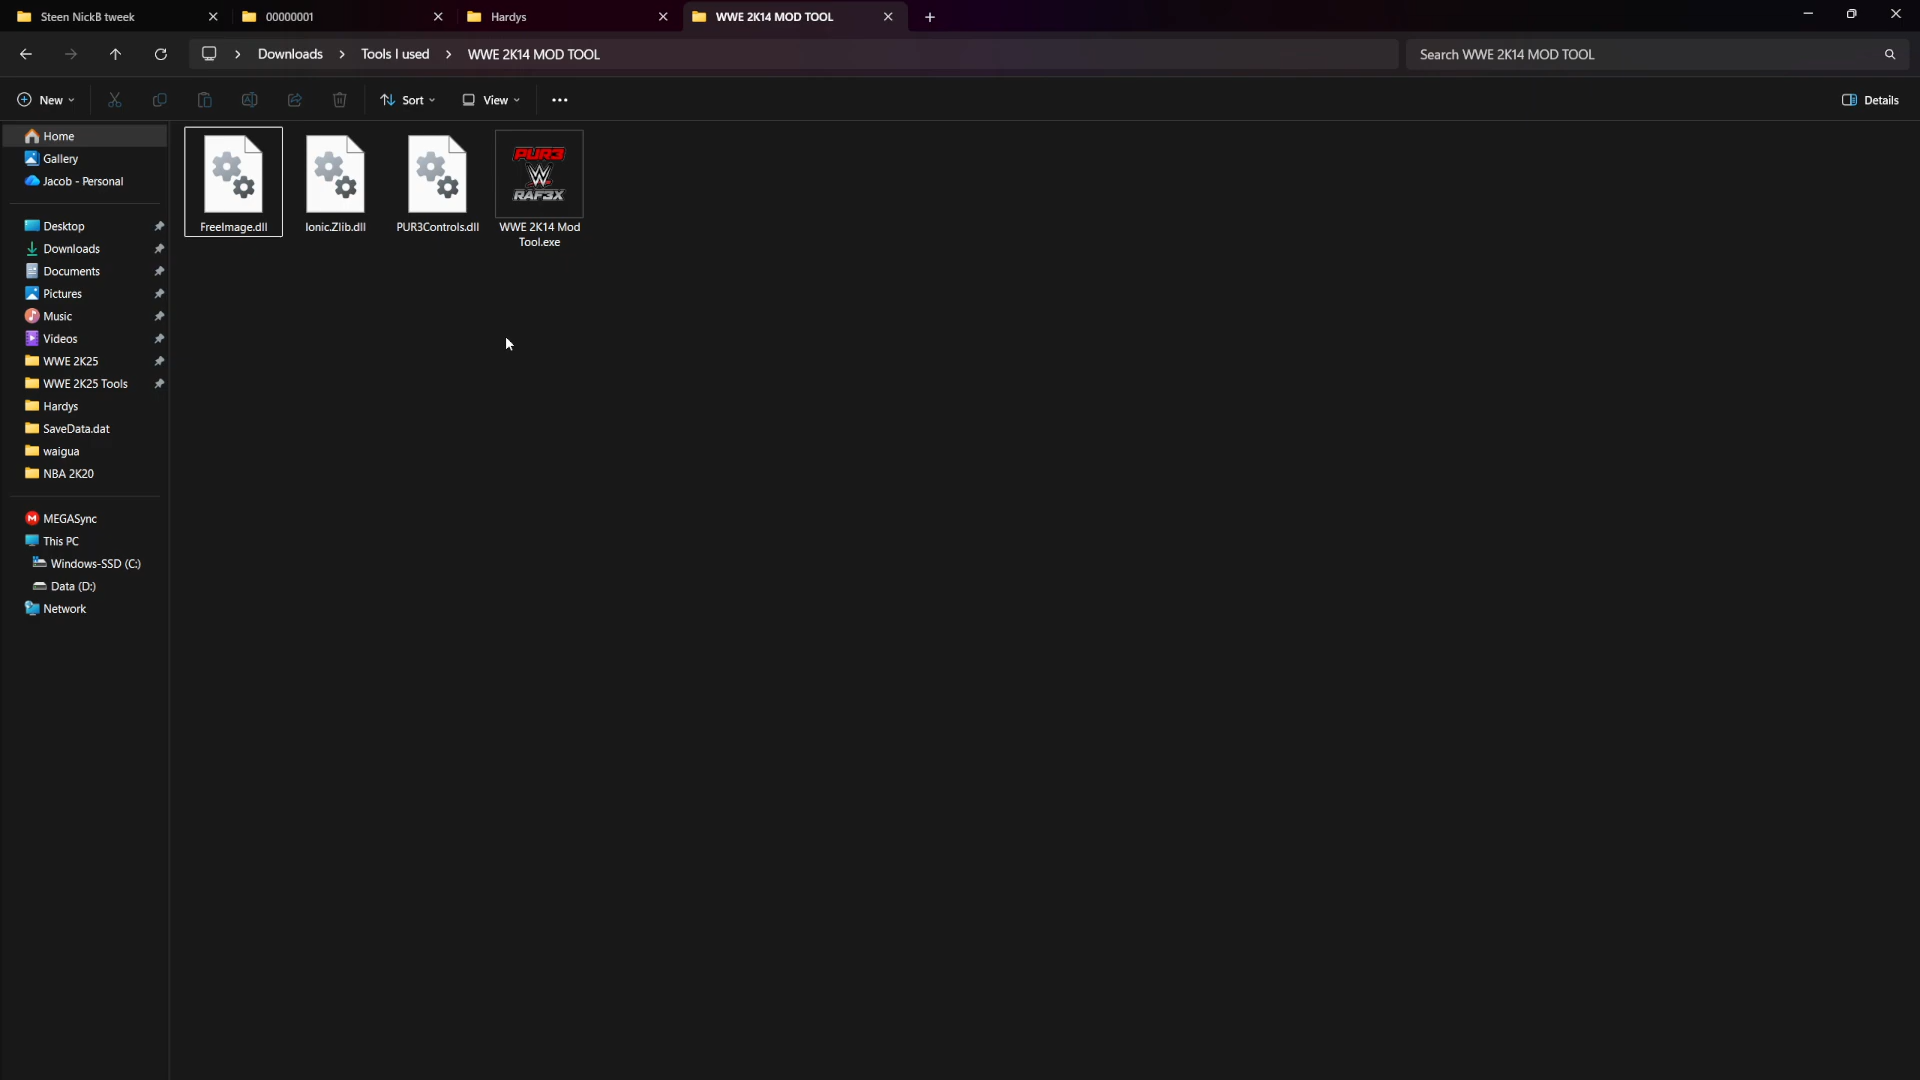 Steen NickB tweek
00000001
Hardys
WWE 2K14 MOD TOOL
Downloads > Tools I used > WWE 2K14 MOD TOOL
Search WWE 2K14 MOD TOOL
New
Sort
View
Details
Home
Gallery
Jacob - Personal
Desktop
Downloads
Documents
Pictures
Music
Videos
WWE 2K25
WWE 2K25 Tools
Hardys
SaveData.dat
waigua
NBA 2K20
MEGASync
This PC
Windows-SSD (C:)
Data (D:)
Network
FreeImage.dll
Ionic.Zlib.dll
PUR3Controls.dll
PUR3
W
RAF3X
WWE 2K14 Mod
Tool.exe